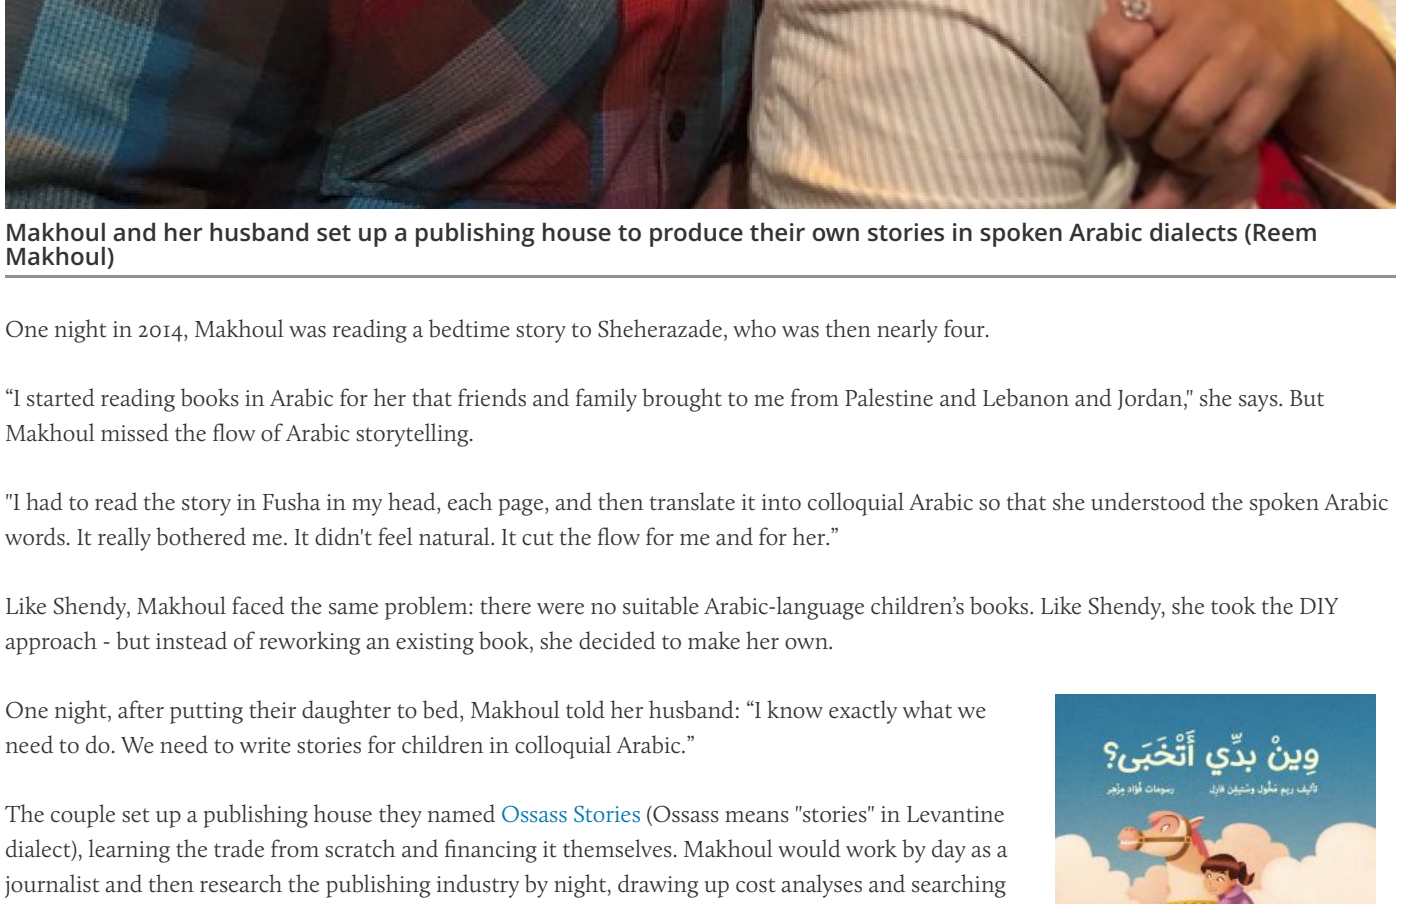 Makhoul and her husband set up a publishing house to produce their own stories in spoken Arabic dialects (Reem
Makhoul)
One night in 2014, Makhoul was reading a bedtime story to Sheherazade, who was then nearly four.
“I started reading books in Arabic for her that friends and family brought to me from Palestine and Lebanon and Jordan," she says. But
Makhoul missed the flow of Arabic storytelling.
"I had to read the story in Fusha in my head, each page, and then translate it into colloquial Arabic so that she understood the spoken Arabic
words. It really bothered me. It didn't feel natural. It cut the flow for me and for her.”
Like Shendy, Makhoul faced the same problem: there were no suitable Arabic-language children’s books. Like Shendy, she took the DIY
approach - but instead of reworking an existing book, she decided to make her own.
One night, after putting their daughter to bed, Makhoul told her husband: “I know exactly what we
need to do. We need to write stories for children in colloquial Arabic.”
The couple set up a publishing house they named Ossass Stories (Ossass means "stories" in Levantine
dialect), learning the trade from scratch and financing it themselves. Makhoul would work by day as a
journalist and then research the publishing industry by night, drawing up cost analyses and searching
وِينْ بدِّي أَتْخَبَى؟
تأليف ريم مَخُّول وسْتيفِن فارِل
رسومات فُؤاد مِزْهِر